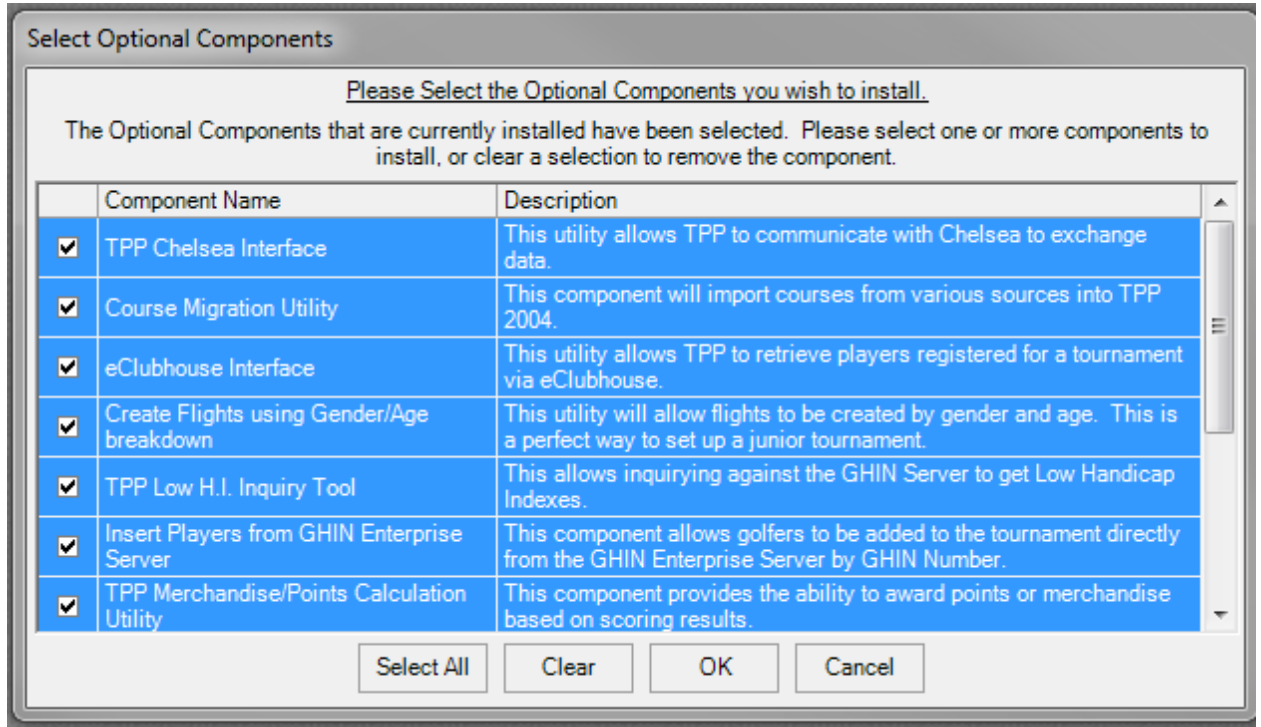 Select Optional Components
Please Select the Optional Components you wish to install.
The Optional Components that are currently installed have been selected.  Please select one or more components to
install, or clear a selection to remove the component.
Component Name
Description
TPP Chelsea Interface
This utility allows TPP to communicate with Chelsea to exchange
data.
Course Migration Utility
This component will import courses from various sources into TPP
2004.
eClubhouse Interface
This utility allows TPP to retrieve players registered for a tournament
via eClubhouse.
Create Flights using Gender/Age
breakdown
This utility will allow flights to be created by gender and age.  This is
a perfect way to set up a junior tournament.
TPP Low H.I. Inquiry Tool
This allows inquirying against the GHIN Server to get Low Handicap
Indexes.
Insert Players from GHIN Enterprise
Server
This component allows golfers to be added to the tournament directly
from the GHIN Enterprise Server by GHIN Number.
TPP Merchandise/Points Calculation
Utility
This component provides the ability to award points or merchandise
based on scoring results.
Select All
Clear
OK
Cancel